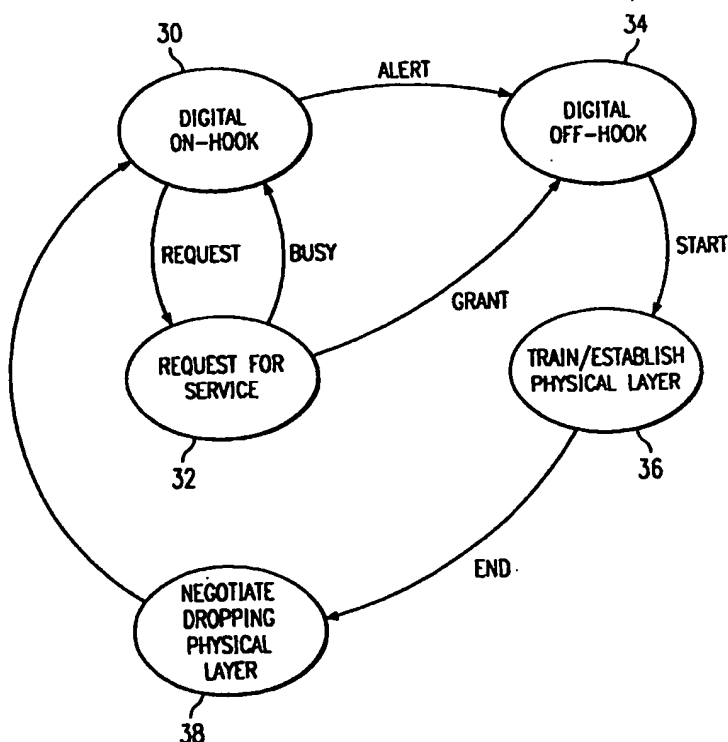 30
34
ALERT
DIGITAL
ON-HOOK
DIGITAL
OFF-HOOK
REQUEST
BUSY
START
GRANT
REQUEST FOR
SERVICE
TRAIN/ESTABLISH
PHYSICAL LAYER
32
36
END
NEGOTIATE
DROPPING
PHYSICAL
LAYER
38